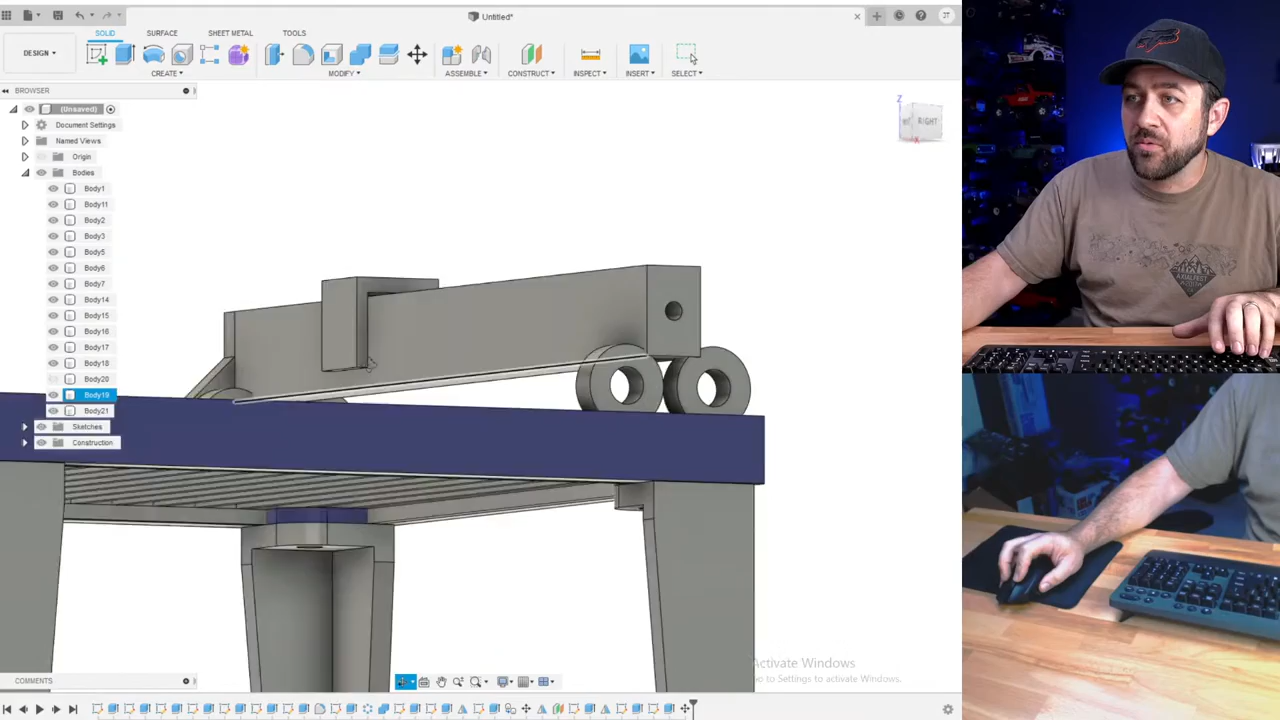 Untitled*
JT
DESIGN
SOLID
SURFACE
SHEET METAL
TOOLS
CREATE
MODIFY
ASSEMBLE
CONSTRUCT
INSPECT
INSERT
SELECT
BROWSER
(Unsaved)
Document Settings
Named Views
Origin
Bodies
Body1
Body11
Body2
Body3
Body5
Body6
Body7
Body14
Body15
Body16
Body17
Body18
Body20
Body19
Body21
Sketches
Construction
Z
RIGHT
X
AXIALFEST
Activate Windows
Go to Settings to activate Windows.
COMMENTS